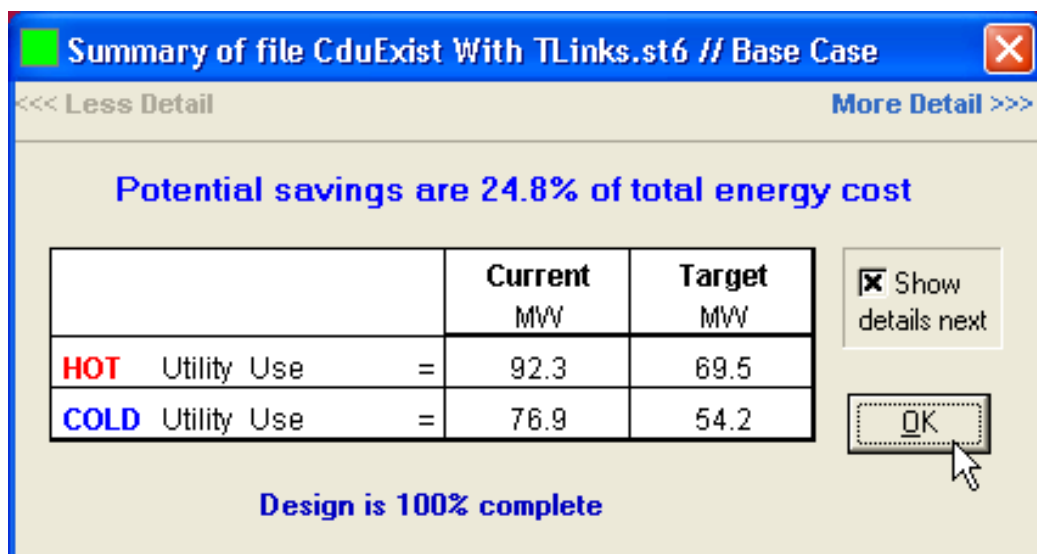 Summary of file CduExist With TLinks.st6 // Base Case
<<< Less Detail More Detail >>>
Potential savings are 24.8% of total energy cost
Current Target
MW MW
HOT Utility Use = 92.3 69.5
COLD Utility Use = 76.9 54.2
Show
details next
OK
Design is 100% complete